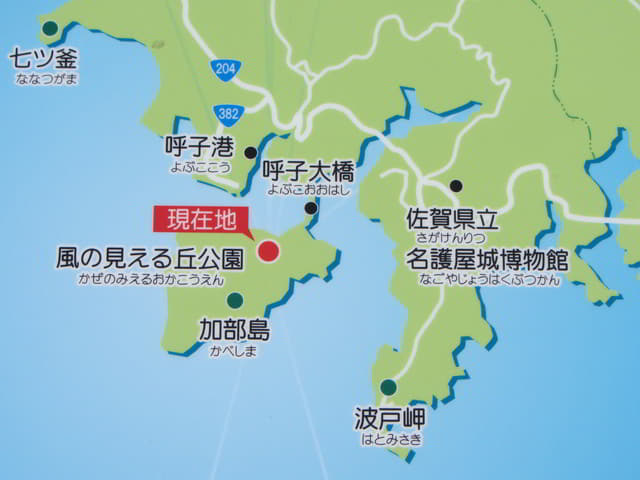 七ツ釜
ななつがま
204
382
呼子港
よぶここう
呼子大橋
よぶこおおはし
現在地
佐賀県立
さがけんりつ
風の見える丘公園
かぜのみえるおかこうえん
名護屋城博物館
なごやじょうはくぶつかん
加部島
かべしま
波戸岬
はとみさき